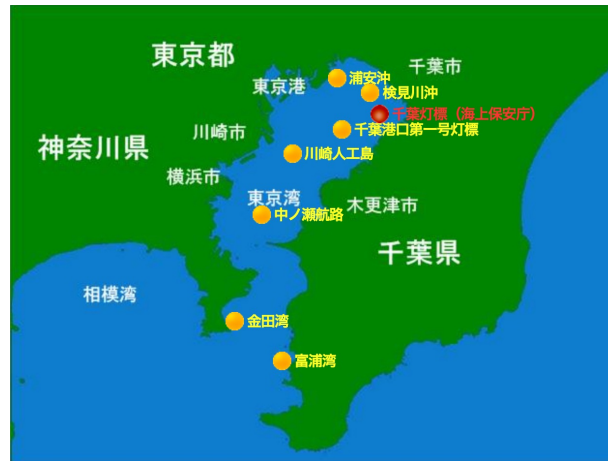 東京都
千葉市
浦安沖
東京港
検見川沖
千葉灯標（海上保安庁）
川崎市
千葉港口第一号灯標
神奈川県
川崎人工島
横浜市
東京湾
木更津市
中ノ瀬航路
千葉県
相模湾
金田湾
富浦湾